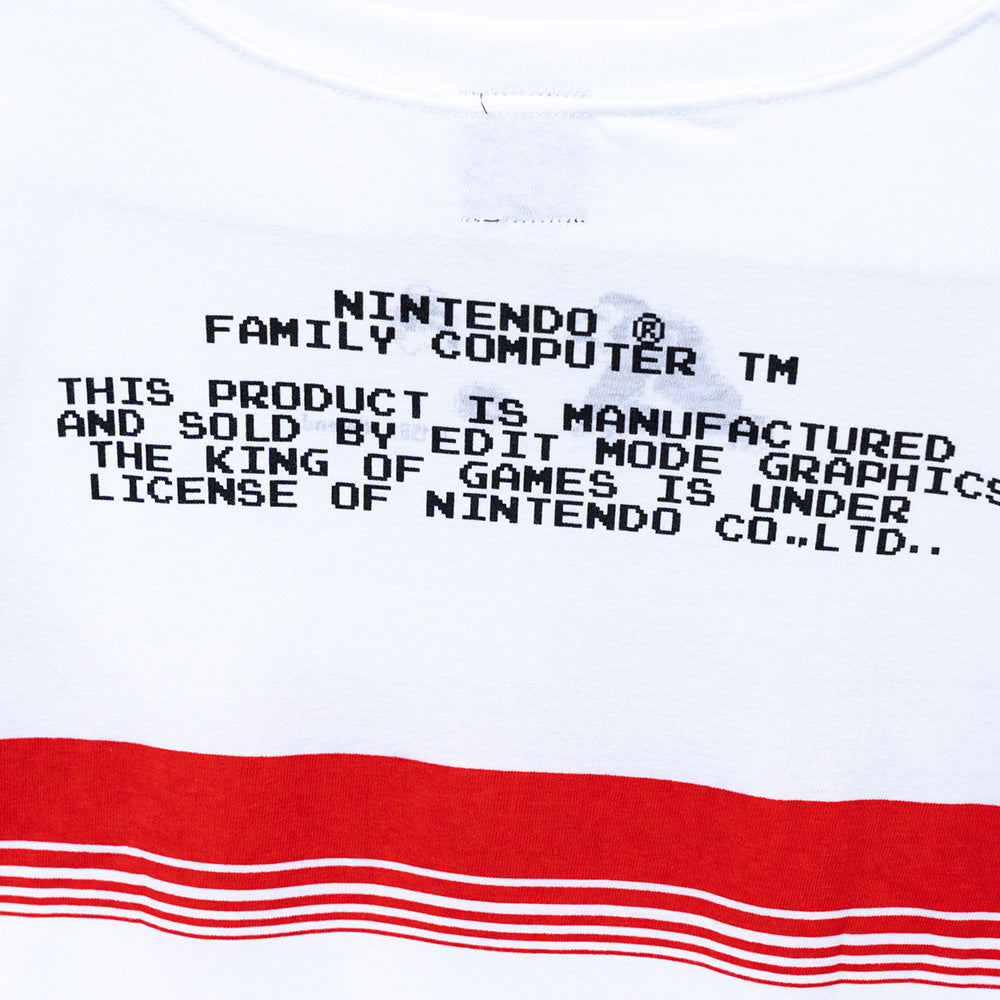 NINTENDO ®
FAMILY COMPUTER TM
THIS PRODUCT IS MANUFACTURED
AND SOLD BY EDIT MODE GRAPHICS
THE KING OF GAMES IS UNDER
LICENSE OF NINTENDO CO.,LTD..